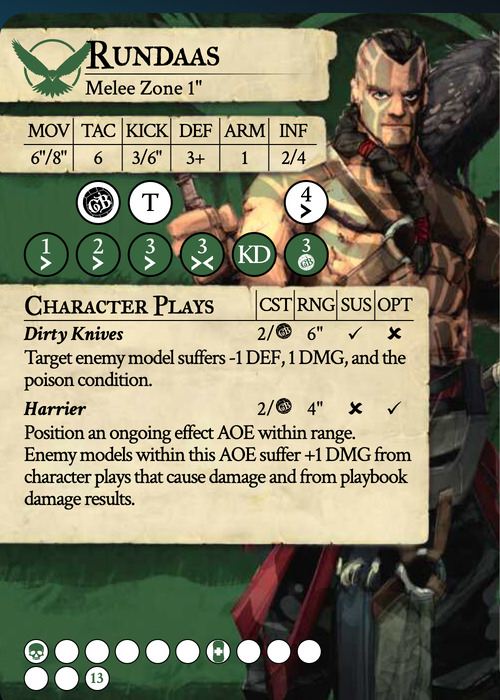 RUNDAAS
Melee Zone 1"
MOV TAC KICK DEF ARM INF
6"/8" 6 3/6" 3+ 1 2/4
GB T 4 >
1 > 2 > 3 > 3 >< KD 3 GB
CHARACTER PLAYS CST RNG SUS OPT
Dirty Knives 2/GB 6" ✓ ✘
Target enemy model suffers -1 DEF, 1 DMG, and the
poison condition.
Harrier 2/GB 4" ✘ ✓
Position an ongoing effect AOE within range.
Enemy models within this AOE suffer +1 DMG from
character plays that cause damage and from playbook
damage results.
13